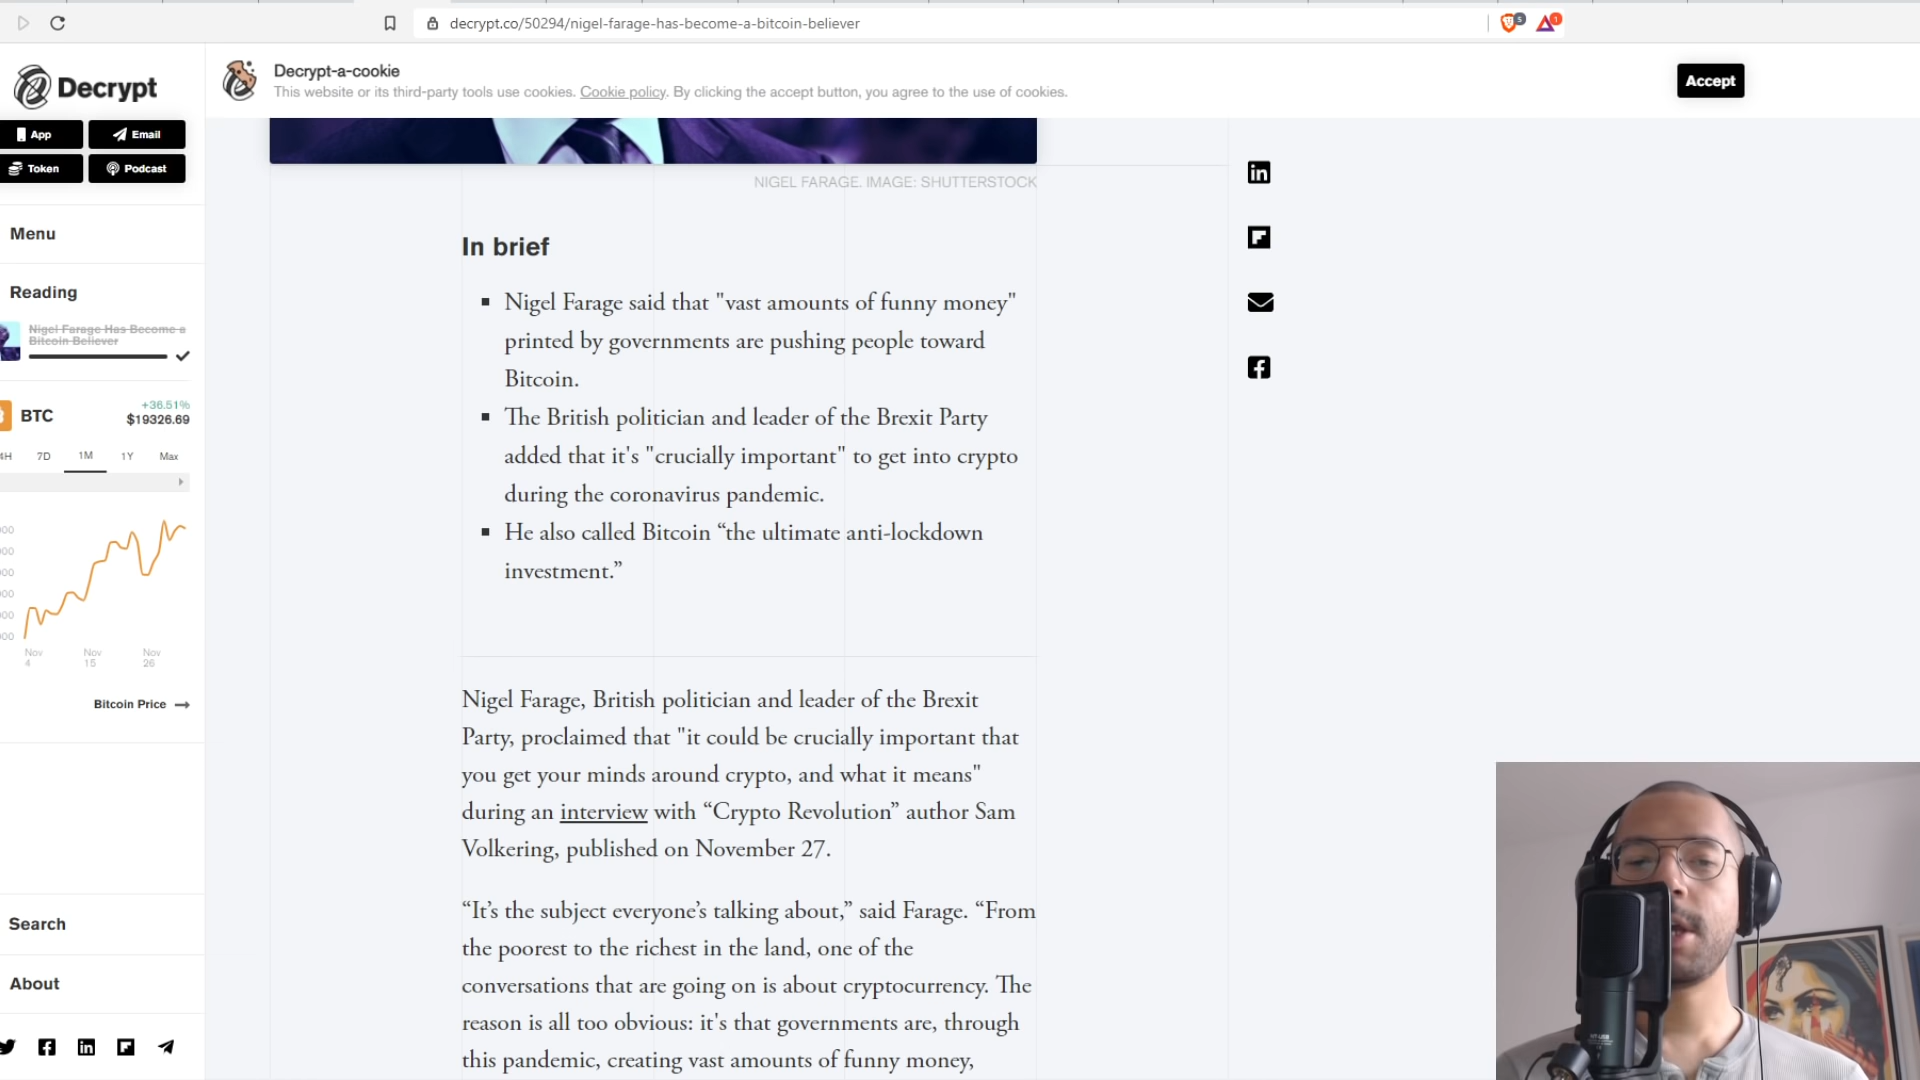 decrypt.co/50294/nigel-farage-has-become-a-bitcoin-believer
5
1
Decrypt
App
Email
Token
Podcast
Menu
Reading
Nigel Farage Has Become a
Bitcoin Believer
BTC
+36.51%
$19326.69
4H
7D
1M
1Y
Max
000
000
000
000
000
000
Nov
4
Nov
15
Nov
26
Bitcoin Price
Search
About
Decrypt-a-cookie
This website or its third-party tools use cookies. Cookie policy. By clicking the accept button, you agree to the use of cookies.
Accept
NIGEL FARAGE. IMAGE: SHUTTERSTOCK
In brief
Nigel Farage said that "vast amounts of funny money"
printed by governments are pushing people toward
Bitcoin.
The British politician and leader of the Brexit Party
added that it's "crucially important" to get into crypto
during the coronavirus pandemic.
He also called Bitcoin “the ultimate anti-lockdown
investment.”
Nigel Farage, British politician and leader of the Brexit
Party, proclaimed that "it could be crucially important that
you get your minds around crypto, and what it means"
during an interview with “Crypto Revolution” author Sam
Volkering, published on November 27.
“It’s the subject everyone’s talking about,” said Farage. “From
the poorest to the richest in the land, one of the
conversations that are going on is about cryptocurrency. The
reason is all too obvious: it's that governments are, through
this pandemic, creating vast amounts of funny money,